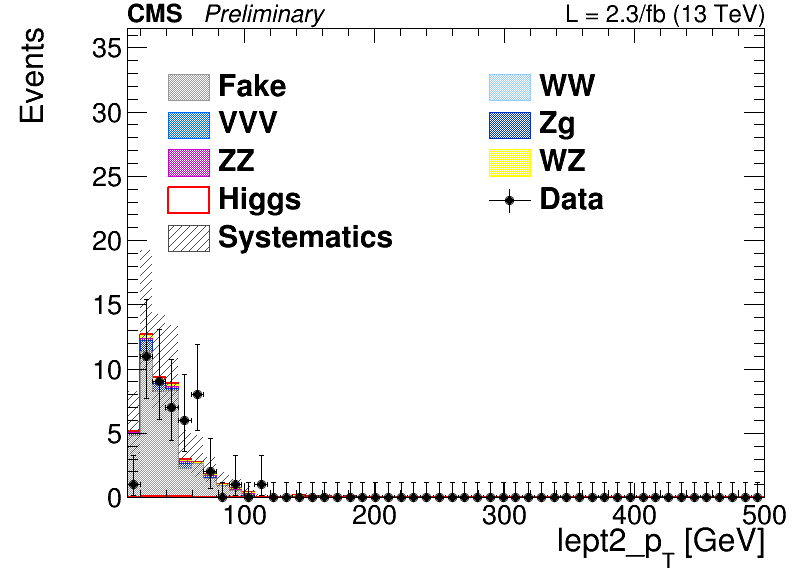 CMS Preliminary L = 2.3/fb (13 TeV)
Events
35
30
25
20
15
10
5
0
Fake WW
VVV Zg
ZZ WZ
Higgs Data
Systematics
100 200 300 400 500
lept2_p_T [GeV]